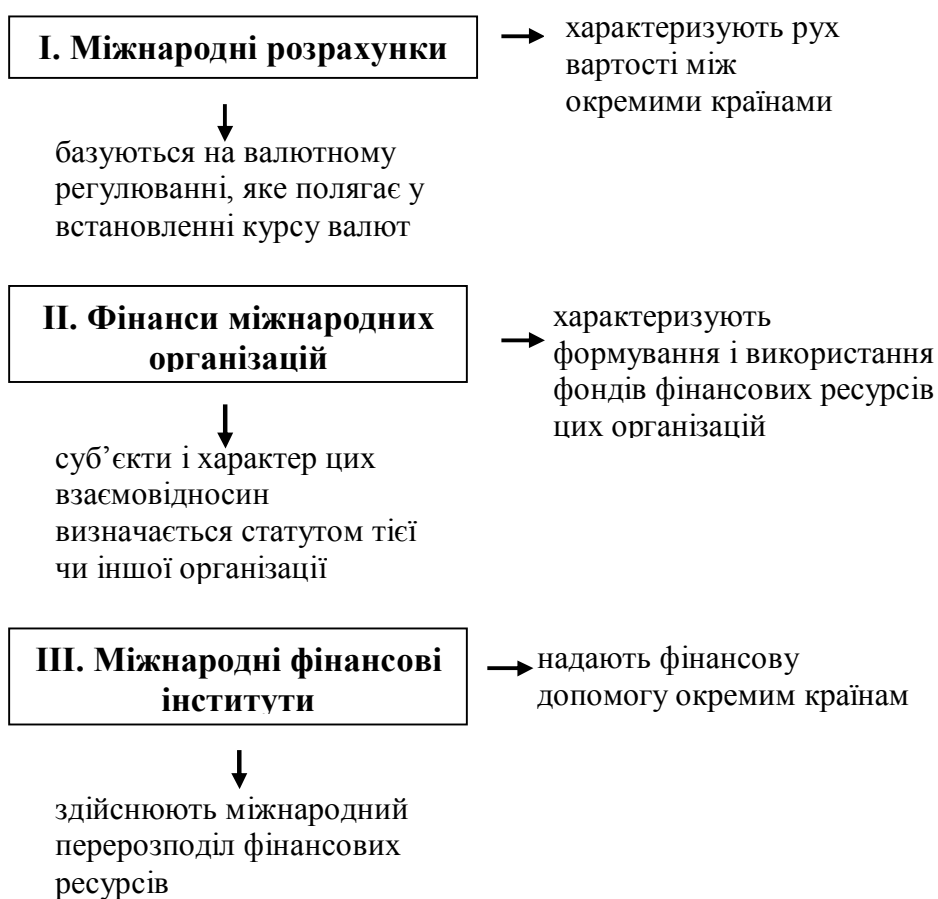 І. Міжнародні розрахунки
характеризують рух
вартості між
окремими країнами
базуються на валютному
регулюванні, яке полягає у
встановленні курсу валют
ІІ. Фінанси міжнародних
організацій
характеризують
формування і використання
фондів фінансових ресурсів
цих організацій
суб’єкти і характер цих
взаємовідносин
визначається статутом тієї
чи іншої організації
ІІІ. Міжнародні фінансові
інститути
надають фінансову
допомогу окремим країнам
здійснюють міжнародний
перерозподіл фінансових
ресурсів